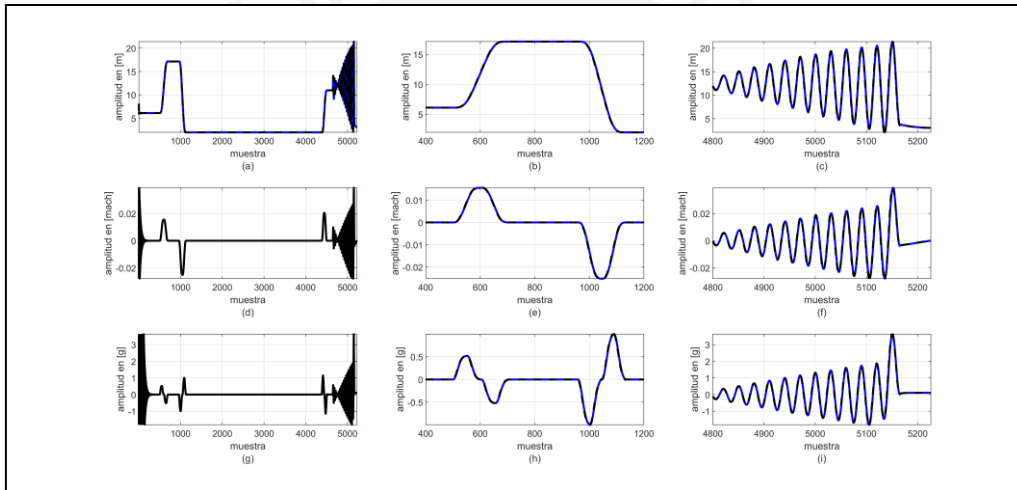 20
15
10
5
amplitud en [m]
1000 2000 3000 4000 5000
muestra
(a)
15
10
5
amplitud en [m]
400 600 800 1000 1200
muestra
(b)
20
15
10
5
amplitud en [m]
4800 4900 5000 5100 5200
muestra
(c)
0.02
0
-0.02
amplitud en [mach]
1000 2000 3000 4000 5000
muestra
(d)
0.01
0
-0.01
-0.02
amplitud en [mach]
400 600 800 1000 1200
muestra
(e)
0.02
0
-0.02
amplitud en [mach]
4800 4900 5000 5100 5200
muestra
(f)
3
2
1
0
-1
amplitud en [g]
1000 2000 3000 4000 5000
muestra
(g)
0.5
0
-0.5
amplitud en [g]
400 600 800 1000 1200
muestra
(h)
3
2
1
0
-1
amplitud en [g]
4800 4900 5000 5100 5200
muestra
(i)